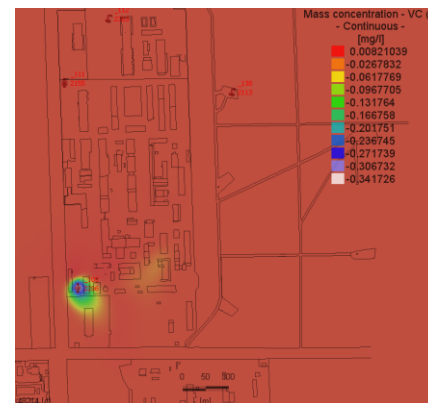 Mass concentration - VC (
- Continuous -
[mg/l]
0.00821039
-0.0267832
-0.0617769
-0.0967705
-0.131764
-0.166758
-0.201751
-0.236745
-0.271739
-0.306732
-0.341726
0 50 100
[m]